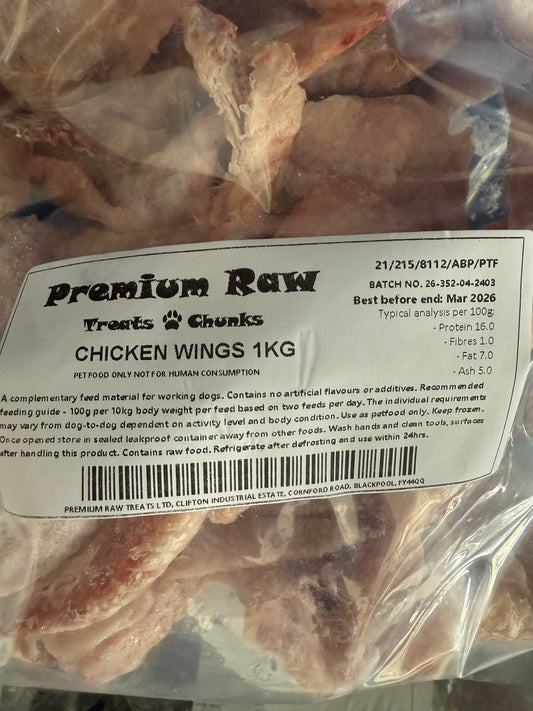 Premium Raw
Treats Chunks
CHICKEN WINGS 1KG
PET FOOD ONLY NOT FOR HUMAN CONSUMPTION
21/215/8112/ABP/PTF
BATCH NO. 26-352-04-2403
Best before end: Mar 2026
Typical analysis per 100g:
- Protein 16.0
- Fibres 1.0
- Fat 7.0
- Ash 5.0
A complementary feed material for working dogs. Contains no artificial flavours or additives. Recommended
feeding guide - 100g per 10kg body weight per feed based on two feeds per day. The individual requirements
may vary from dog-to-dog dependent on activity level and body condition. Use as petfood only. Keep frozen.
Once opened store in sealed leakproof container away from other foods. Wash hands and clean tools, surfaces
after handling this product. Contains raw food. Refrigerate after defrosting and use within 24hrs.
PREMIUM RAW TREATS LTD, CLIFTON INDUSTRIAL ESTATE, CORNFORD ROAD, BLACKPOOL, FY44QQ